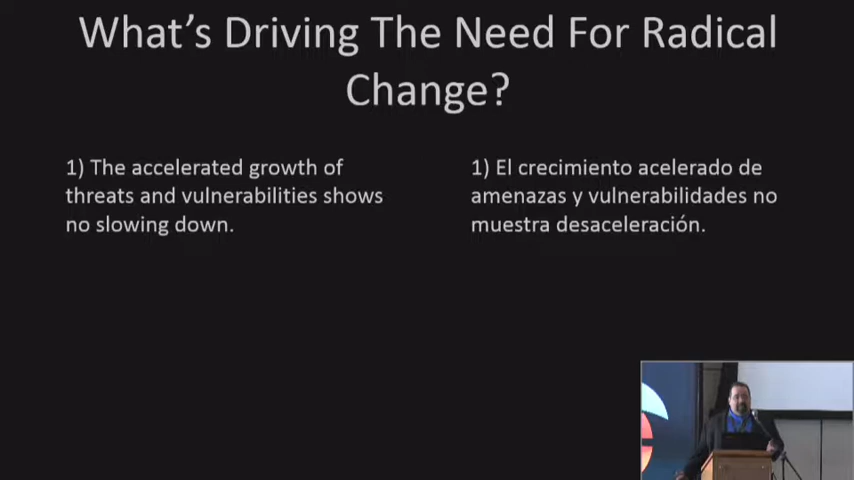 What's Driving The Need For Radical
Change?
1) The accelerated growth of
threats and vulnerabilities shows
no slowing down.
1) El crecimiento acelerado de
amenazas y vulnerabilidades no
muestra desaceleración.